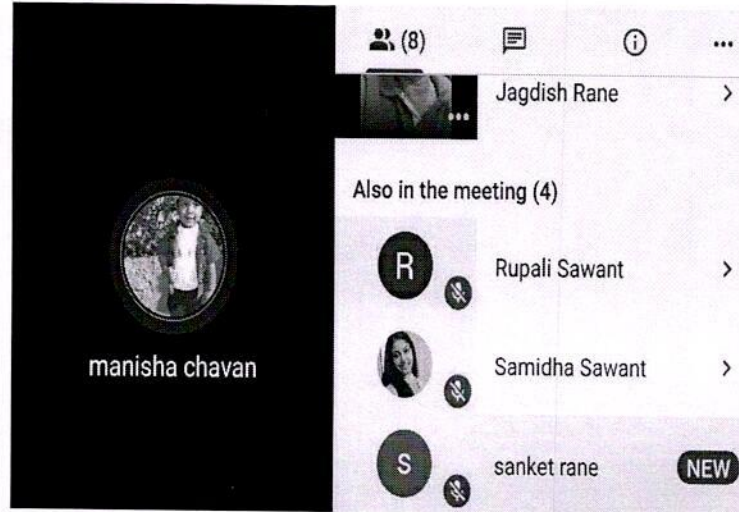 manisha chavan
(8)
Jagdish Rane
Also in the meeting (4)
R
Rupali Sawant
Samidha Sawant
S
sanket rane
NEW